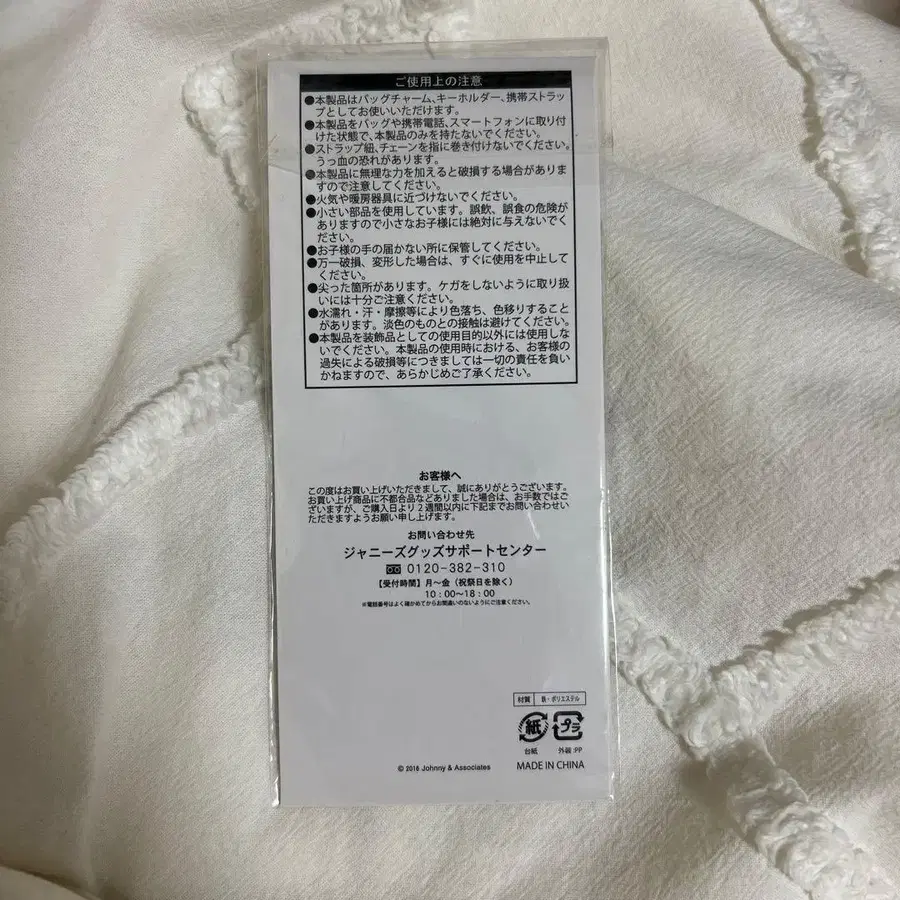 ご使用上の注意
●本製品はバッグチャーム、キーホルダー、携帯ストラッ
プとしてお使いいただけます。
●本製品をバッグや携帯電話、スマートフォンに取り付
けた状態で、本製品のみを持たないでください。
●ストラップ紐、チェーンを指に巻き付けないでください。
うっ血の恐れがあります。
●本製品に無理な力を加えると破損する場合がありま
すので注意してください。
●火気や暖房器具に近づけないでください。
●小さい部品を使用しています。誤飲、誤食の危険が
ありますので小さなお子様には絶対に与えないでく
ださい。
●お子様の手の届かない所に保管してください。
●万一破損、変形した場合は、すぐに使用を中止して
ください。
●尖った箇所があります。ケガをしないように取り扱
いには十分ご注意ください。
●水濡れ・汗・摩擦等により色落ち、色移りすること
があります。淡色のものとの接触は避けてください。
●本製品を装飾品としての使用目的以外には使用しな
いでください。本製品の使用時における、お客様の
過失による破損等につきましては一切の責任を負い
かねますので、あらかじめご了承ください。
お客様へ
この度はお買い上げいただきまして、誠にありがとうございます。
お買い上げ商品に不都合品などありました場合は、お手数ではご
ざいますが、ご購入日より2週間以内に下記までお問い合わせい
ただきますようお願い申し上げます。
お問い合わせ先
ジャニーズグッズサポートセンター
0120-382-310
【受付時間】月～金（祝祭日を除く）
10：00～18：00
※電話番号はよく確かめてからお間違いのないようにご注意ください。
材質 鉄・ポリエステル
紙 プラ
台紙 外装:PP
© 2018 Johnny & Associates MADE IN CHINA